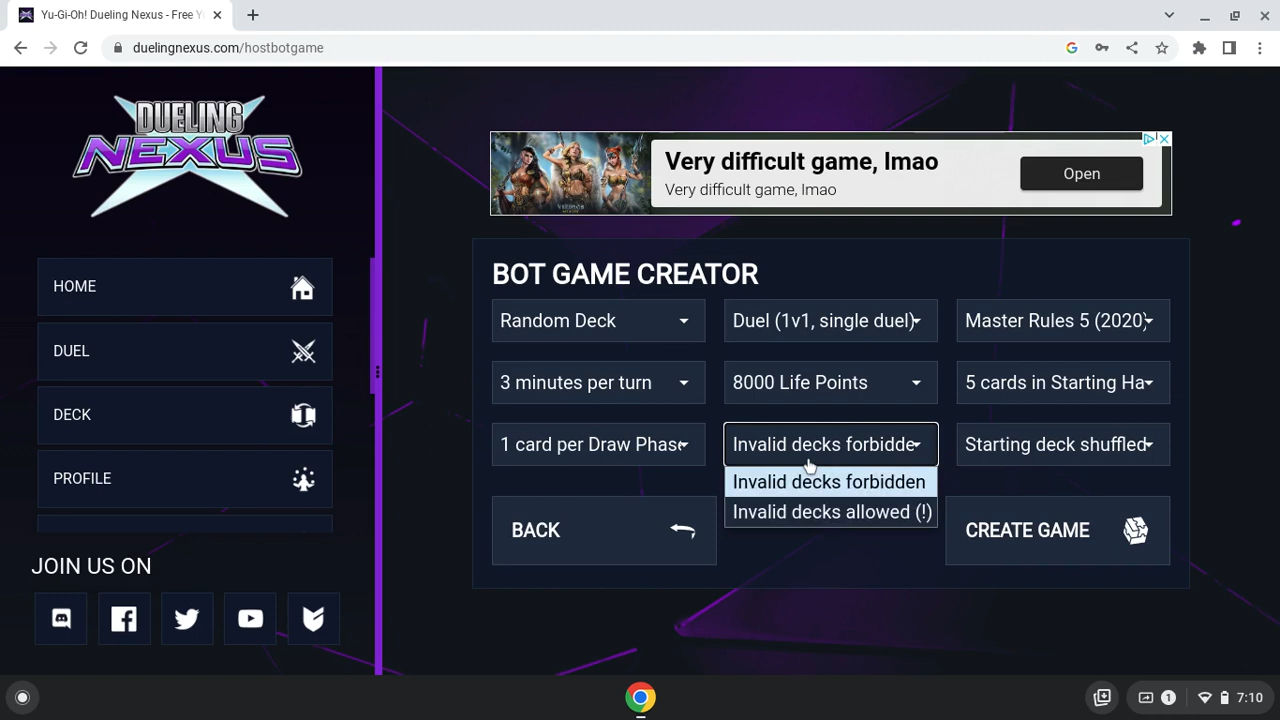 Yu-Gi-Oh! Dueling Nexus - Free Y
duelingnexus.com/hostbotgame
DUELING
NEXUS
HOME
DUEL
DECK
PROFILE
JOIN US ON
Very difficult game, lmao
Very difficult game, lmao
Open
BOT GAME CREATOR
Random Deck
Duel (1v1, single duel)
Master Rules 5 (2020)
3 minutes per turn
8000 Life Points
5 cards in Starting Ha
1 card per Draw Phase
Invalid decks forbidde
Starting deck shuffled
Invalid decks forbidden
Invalid decks allowed (!)
BACK
CREATE GAME
1
7:10